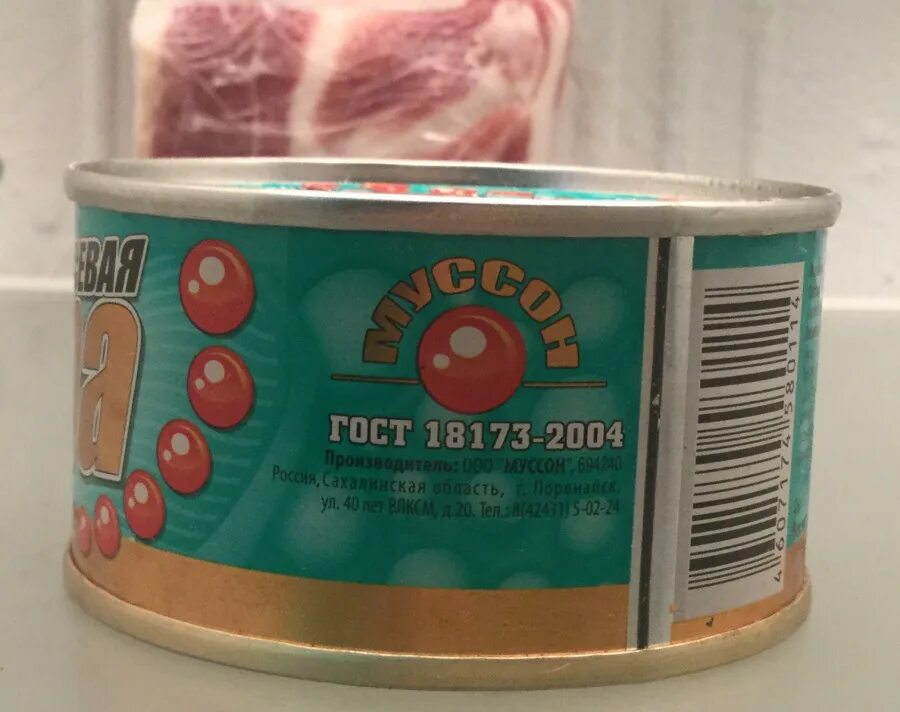 ЕВАЯ
а
МУССОН
ГОСТ 18173-2004
Производитель: ООО "МУССОН", 694240
Россия, Сахалинская область, г. Поронайск,
ул. 40 лет ВЛКСМ, д.20. Тел.: 8(42431) 5-02-24
4607174580114